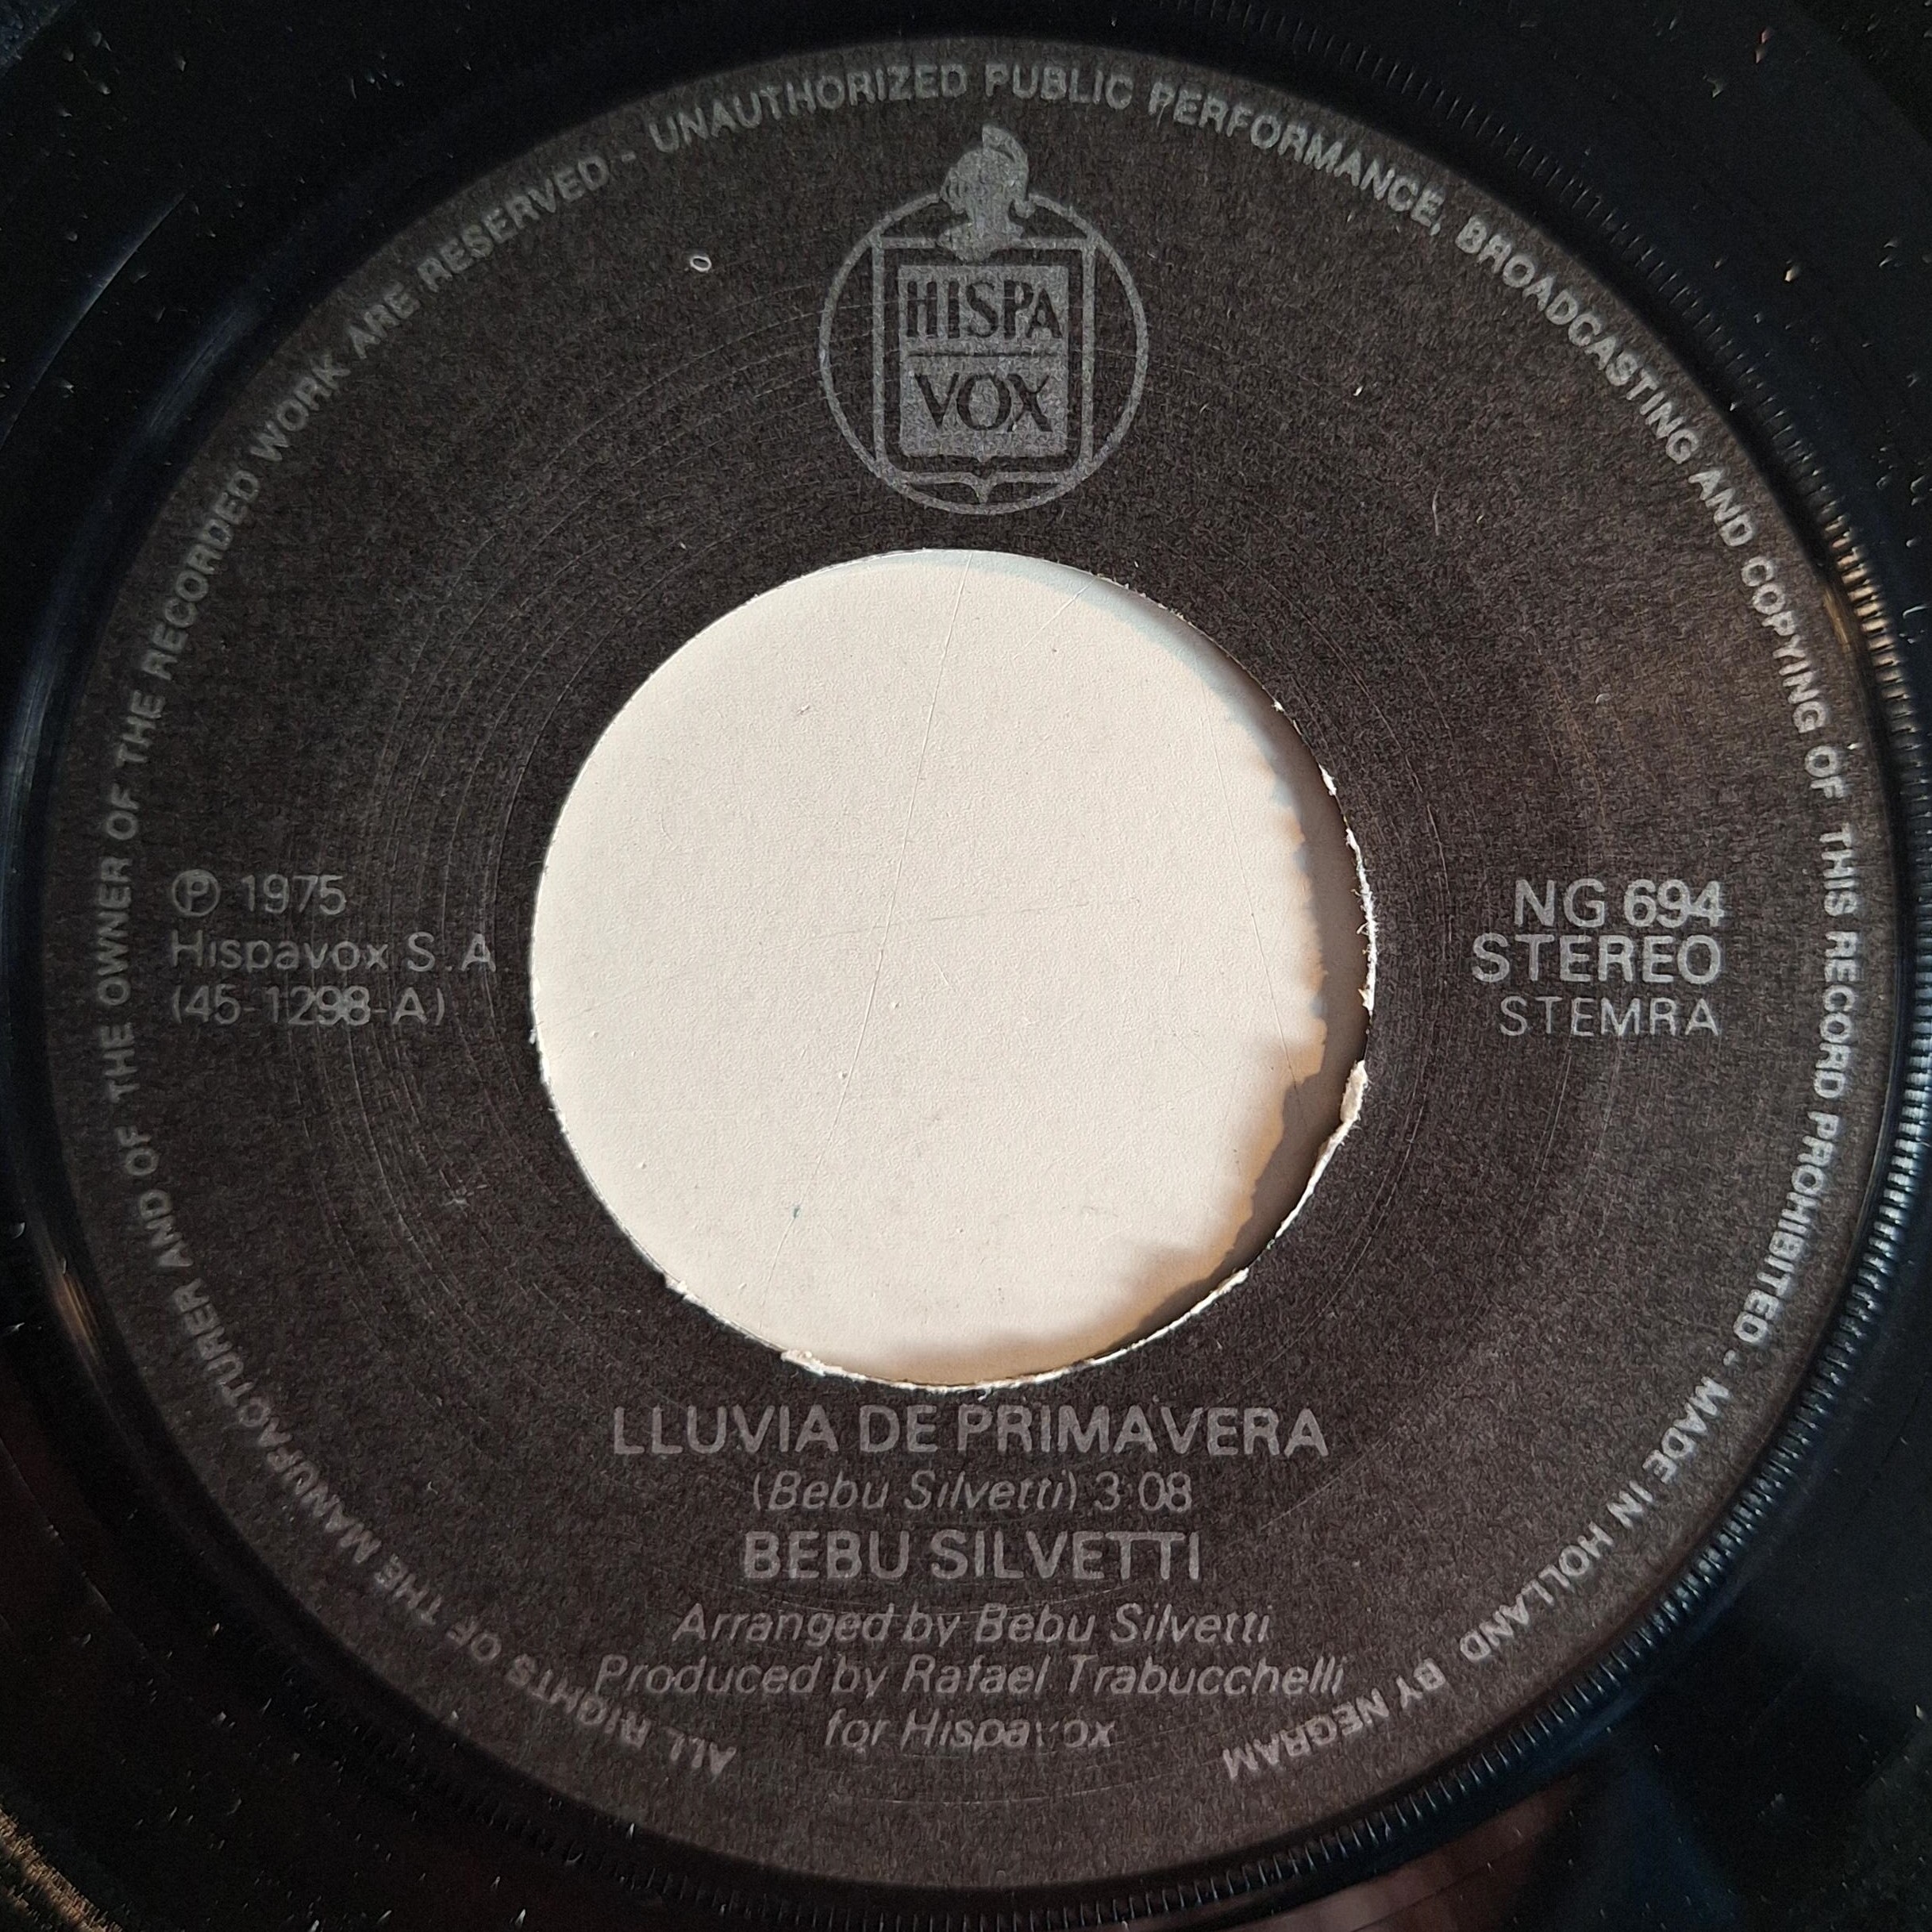 ALL RIGHTS OF THE MANUFACTURER AND OF THE OWNER OF THE RECORDED WORK ARE RESERVED - UNAUTHORIZED PUBLIC PERFORMANCE, BROADCASTING AND COPYING OF THIS RECORD PROHIBITED - MADE IN HOLLAND BY NEGRAM
HISPA
VOX
℗ 1975
Hispavox S.A
(45-1298-A)
NG 694
STEREO
STEMRA
LLUVIA DE PRIMAVERA
(Bebu Silvetti) 3:08
BEBU SILVETTI
Arranged by Bebu Silvetti
Produced by Rafael Trabucchelli
for Hispavox